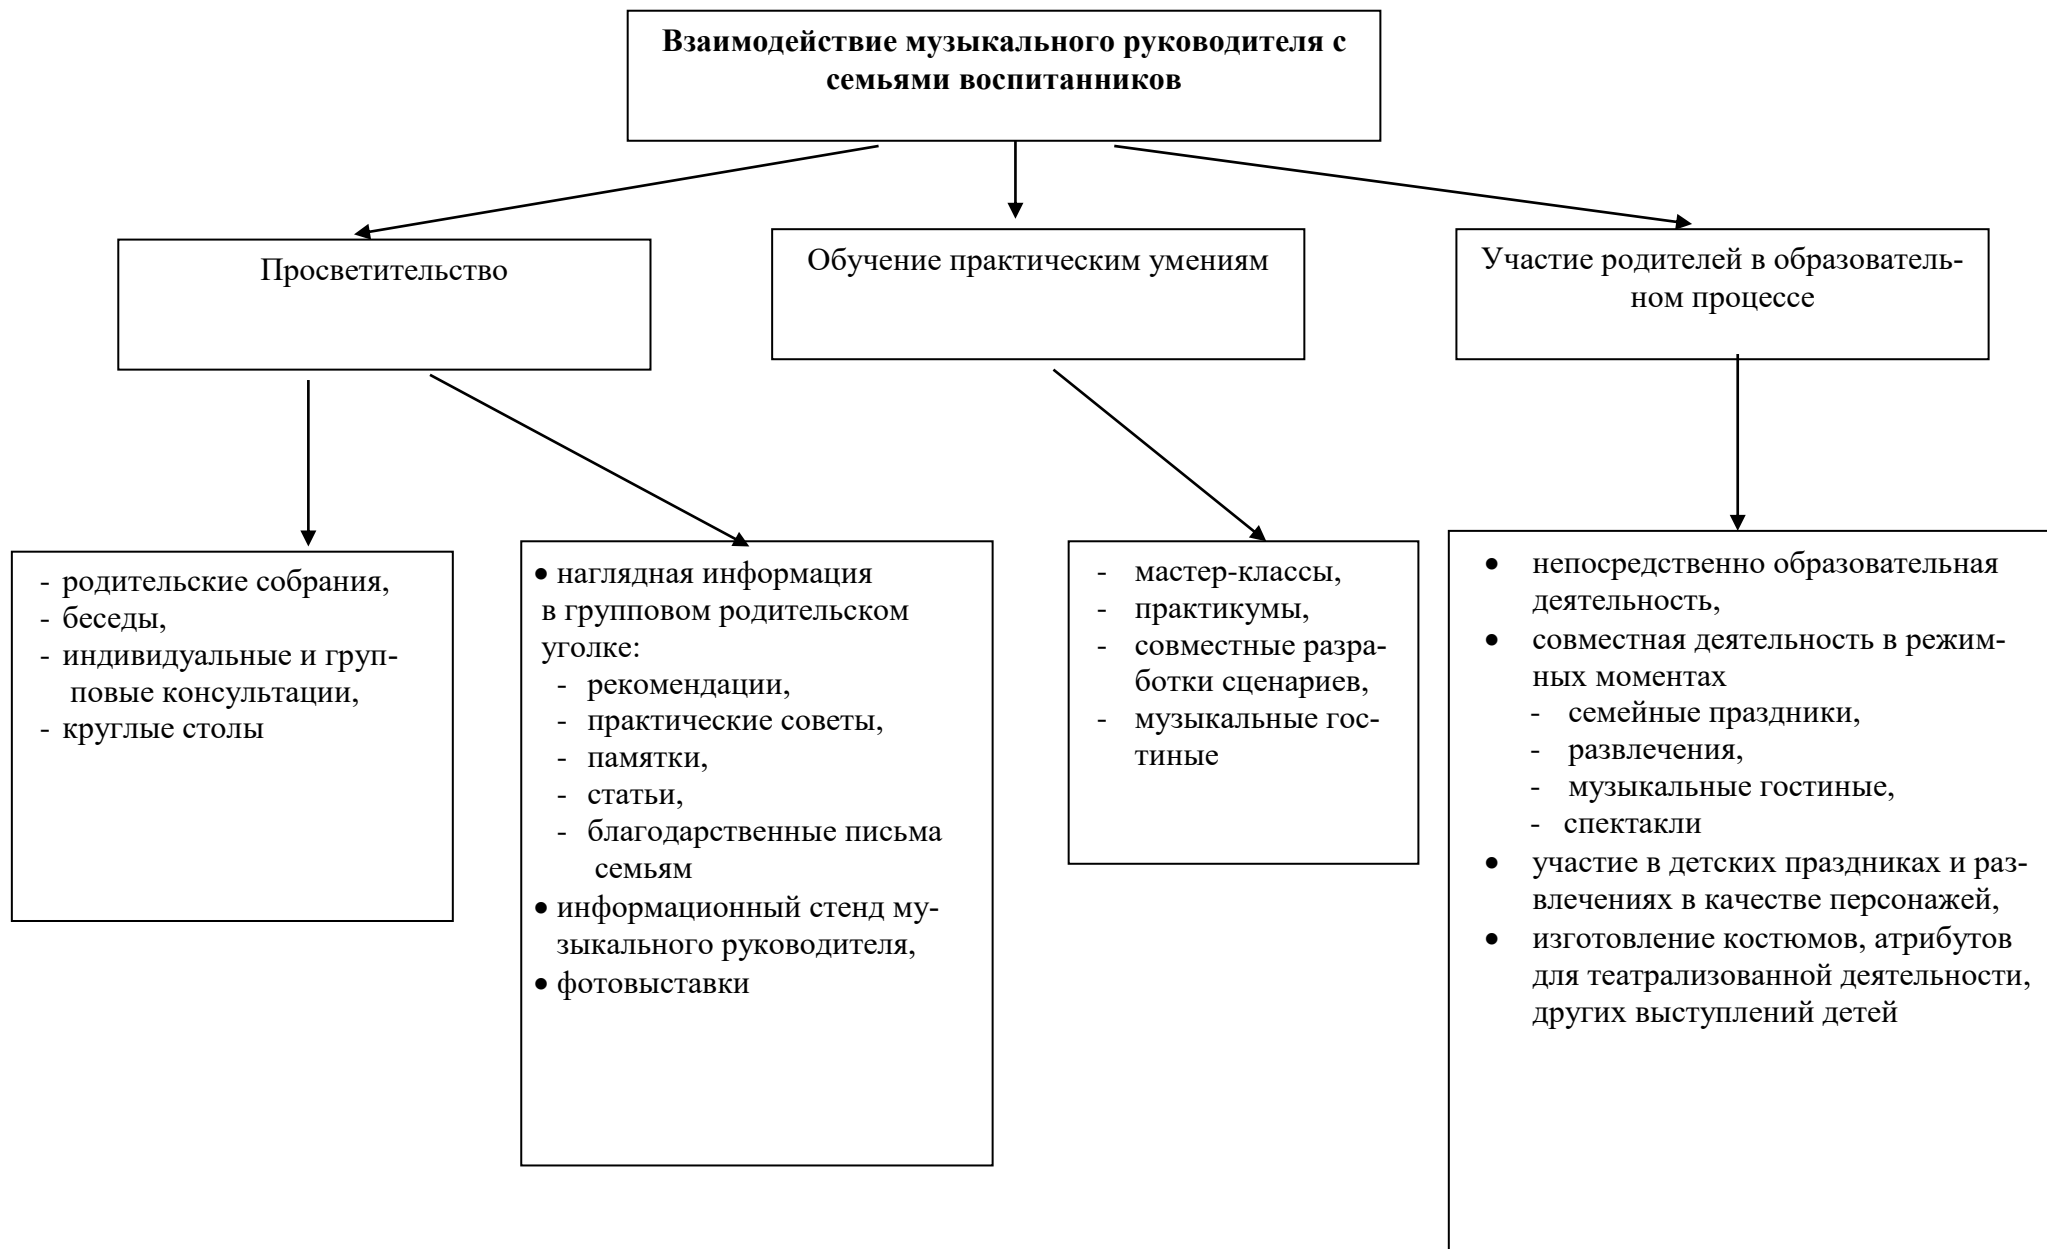 Взаимодействие музыкального руководителя с
семьями воспитанников
Просветительство
Обучение практическим умениям
Участие родителей в образователь-
ном процессе
- родительские собрания,
- беседы,
- индивидуальные и груп-
повые консультации,
- круглые столы
• наглядная информация
в групповом родительском
уголке:
- рекомендации,
- практические советы,
- памятки,
- статьи,
- благодарственные письма
семьям
• информационный стенд му-
зыкального руководителя,
• фотовыставки
- мастер-классы,
- практикумы,
- совместные разра-
ботки сценариев,
- музыкальные гос-
тиные
• непосредственно образовательная
деятельность,
• совместная деятельность в режим-
ных моментах
- семейные праздники,
- развлечения,
- музыкальные гостиные,
- спектакли
• участие в детских праздниках и раз-
влечениях в качестве персонажей,
• изготовление костюмов, атрибутов
для театрализованной деятельности,
других выступлений детей